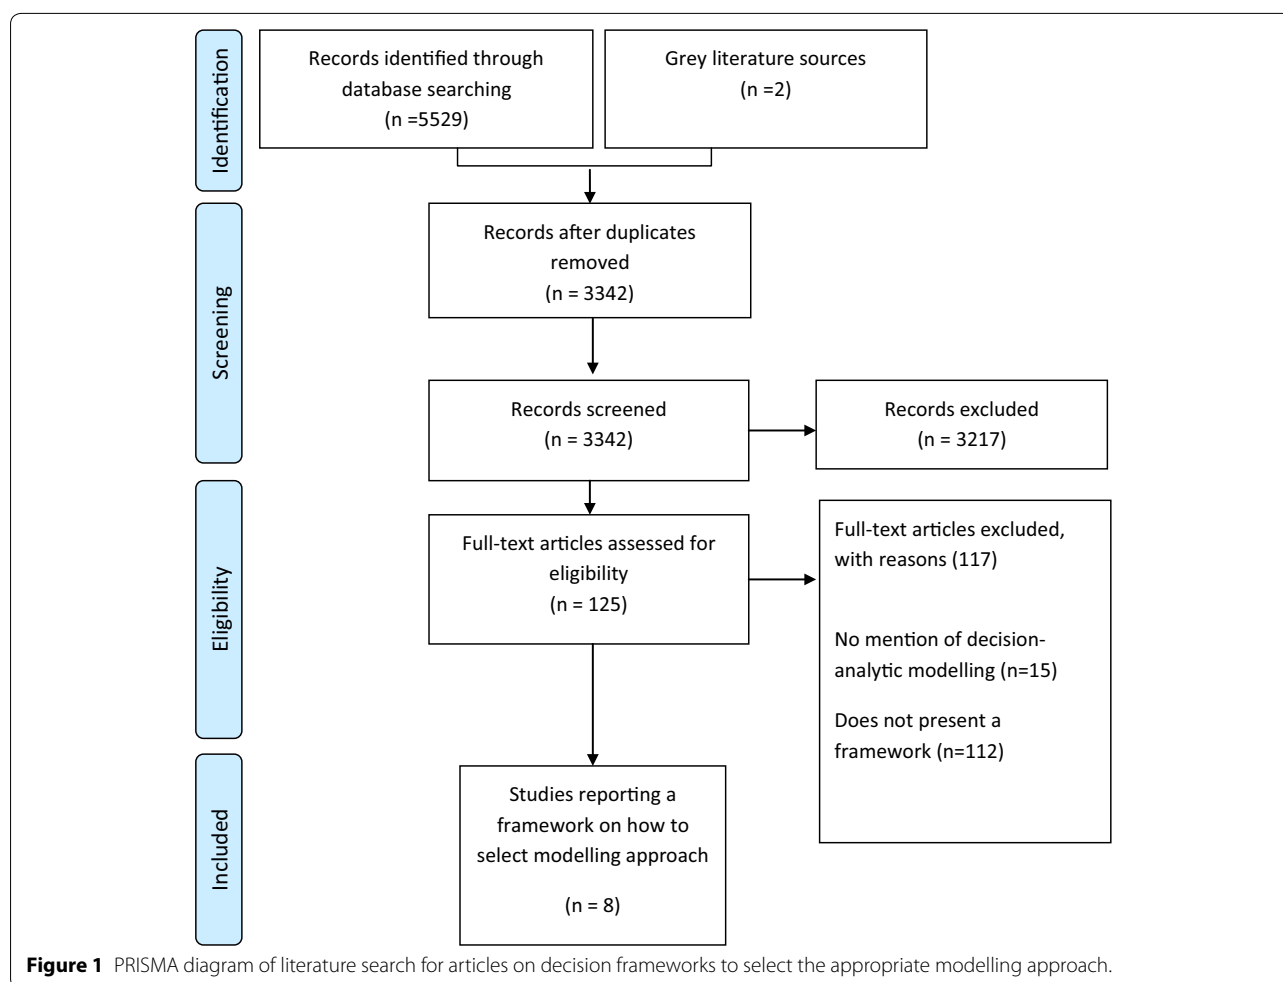 Identification
Records identified through
database searching
(n =5529)
Grey literature sources
(n =2)
Screening
Records after duplicates
removed
(n = 3342)
Records screened
(n = 3342)
Records excluded
(n = 3217)
Eligibility
Full-text articles assessed for
eligibility
(n = 125)
Full-text articles excluded,
with reasons (117)
No mention of decision-
analytic modelling (n=15)
Does not present a
framework (n=112)
Included
Studies reporting a
framework on how to
select modelling approach
(n = 8)
Figure 1 PRISMA diagram of literature search for articles on decision frameworks to select the appropriate modelling approach.